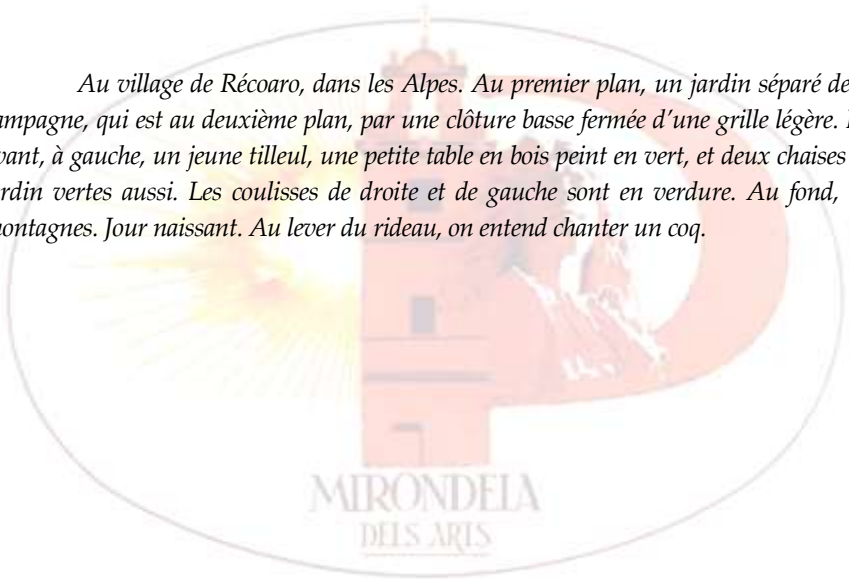 Au village de Récoaro, dans les Alpes. Au premier plan, un jardin séparé de
ampagne, qui est au deuxième plan, par une clôture basse fermée d’une grille légère.
vant, à gauche, un jeune tilleul, une petite table en bois peint en vert, et deux chaises
rdin vertes aussi. Les coulisses de droite et de gauche sont en verdure. Au fond,
ontagnes. Jour naissant. Au lever du rideau, on entend chanter un coq.
MIRONDELA
DELS ARTS